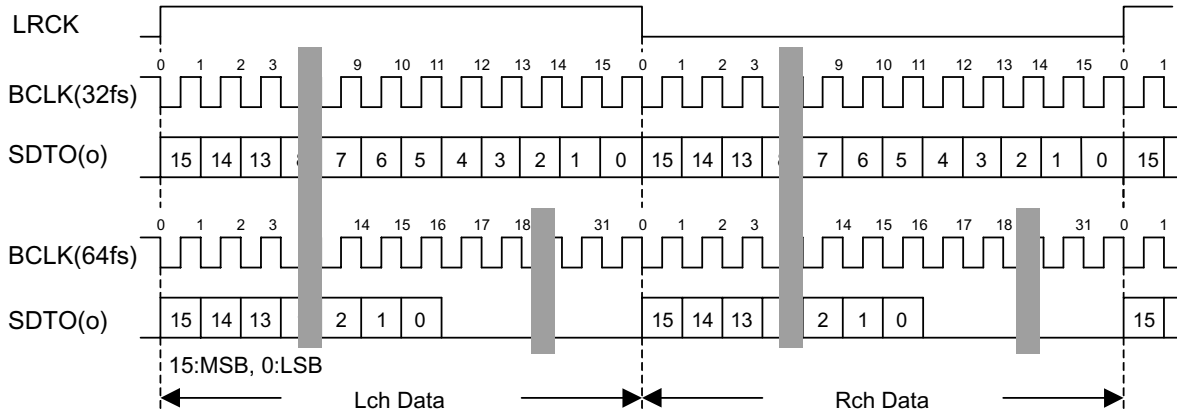 LRCK
0 1 2 3 9 10 11 12 13 14 15 0 1 2 3 9 10 11 12 13 14 15 0 1
BCLK(32fs)
SDTO(o) 15 14 13 7 6 5 4 3 2 1 0 15 14 13 7 6 5 4 3 2 1 0 15
0 1 2 3 14 15 16 17 18 31 0 1 2 3 14 15 16 17 18 31 0 1
BCLK(64fs)
SDTO(o) 15 14 13 2 1 0 15 14 13 2 1 0 15
15:MSB, 0:LSB
Lch Data Rch Data